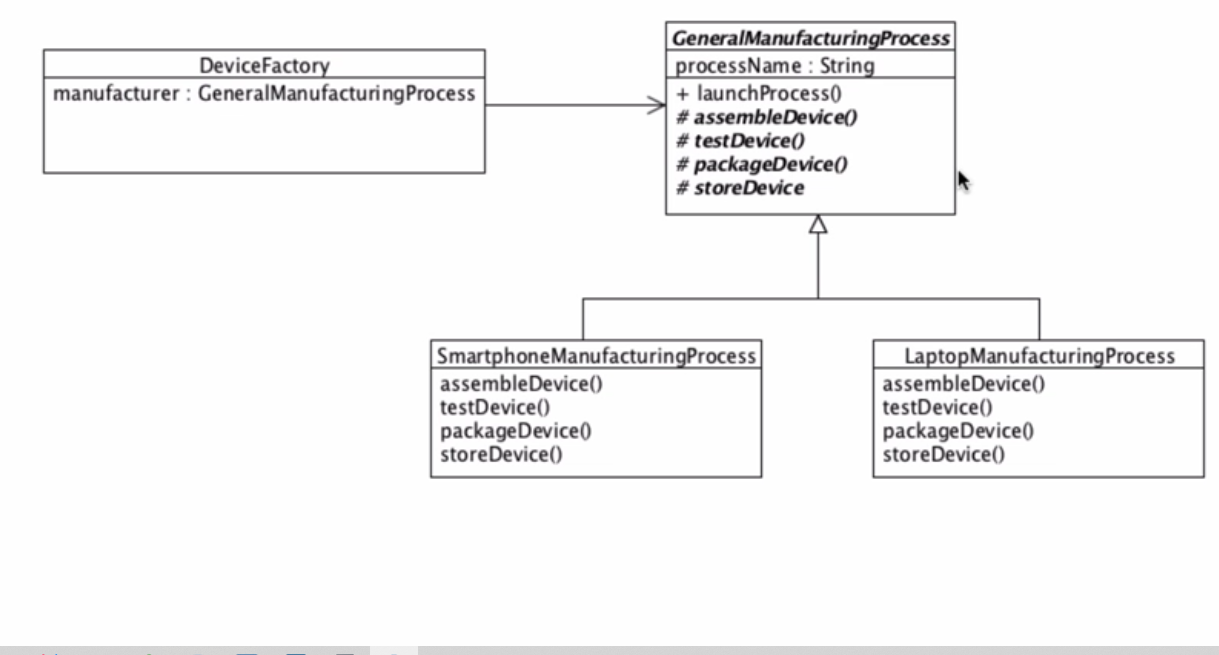 DeviceFactory
manufacturer : GeneralManufacturingProcess
GeneralManufacturingProcess
processName : String
+ launchProcess()
# assembleDevice()
# testDevice()
# packageDevice()
# storeDevice
SmartphoneManufacturingProcess
assembleDevice()
testDevice()
packageDevice()
storeDevice()
LaptopManufacturingProcess
assembleDevice()
testDevice()
packageDevice()
storeDevice()